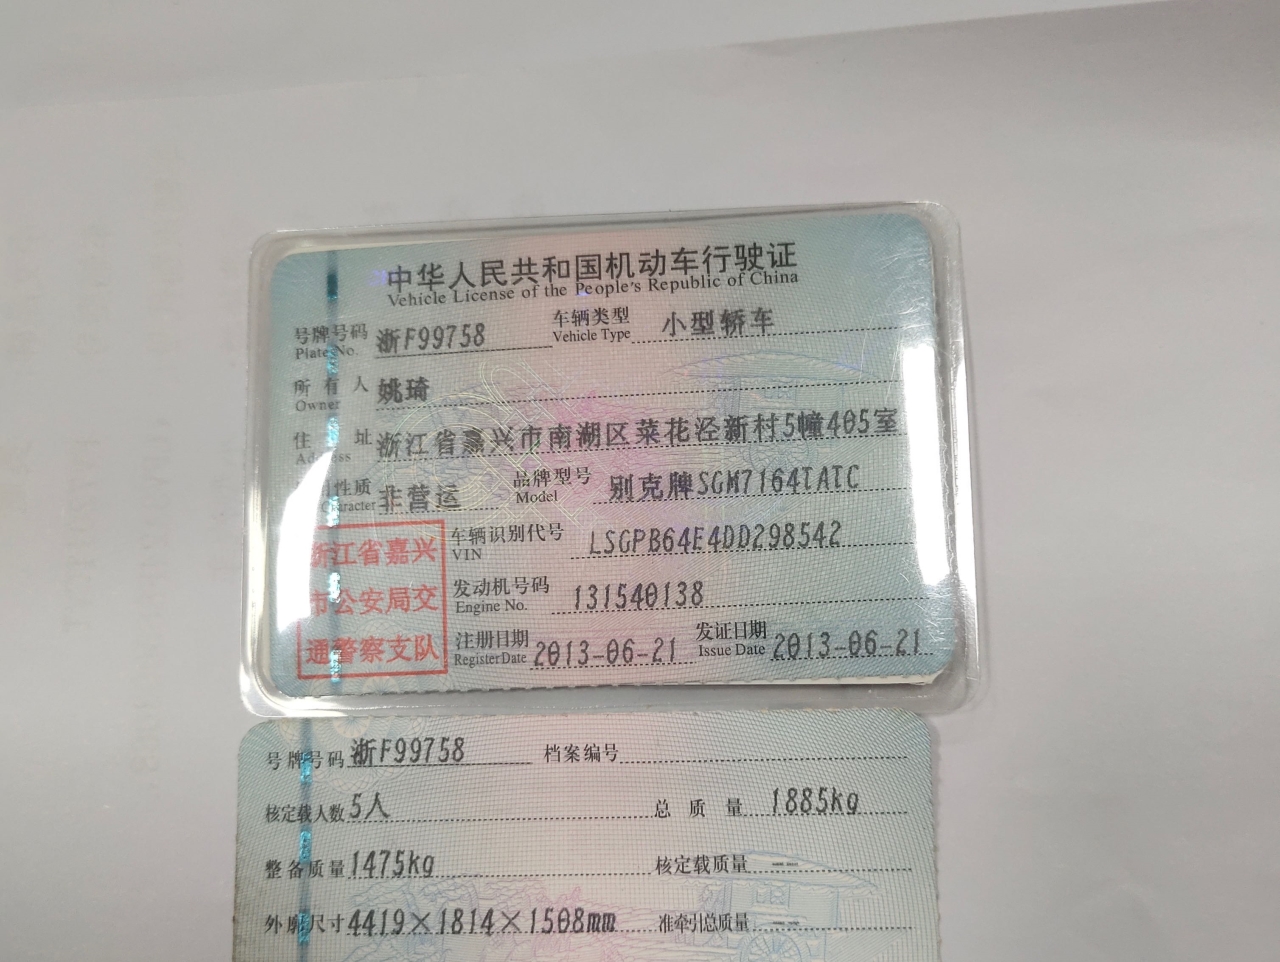 中华人民共和国机动车行驶证
Vehicle License of the People's Republic of China
号牌号码 浙F99758 车辆类型 小型轿车
Plate No. Vehicle Type
所有人 姚琦
Owner
住址 浙江省嘉兴市南湖区菜花泾新村5幢405室
Address
性质 非营运 品牌型号 别克牌SGM7164TATC
Character Model
浙江省嘉兴
市公安局交
通警察支队
车辆识别代号 LSGPB64E4DD298542
VIN
发动机号码 131540138
Engine No.
注册日期 2013-06-21 发证日期 2013-06-21
Register Date Issue Date
号牌号码 浙F99758 档案编号
核定载人数 5人 总质量 1885kg
整备质量 1475kg 核定载质量 --
外廓尺寸 4419×1814×1508mm 准牵引总质量 --